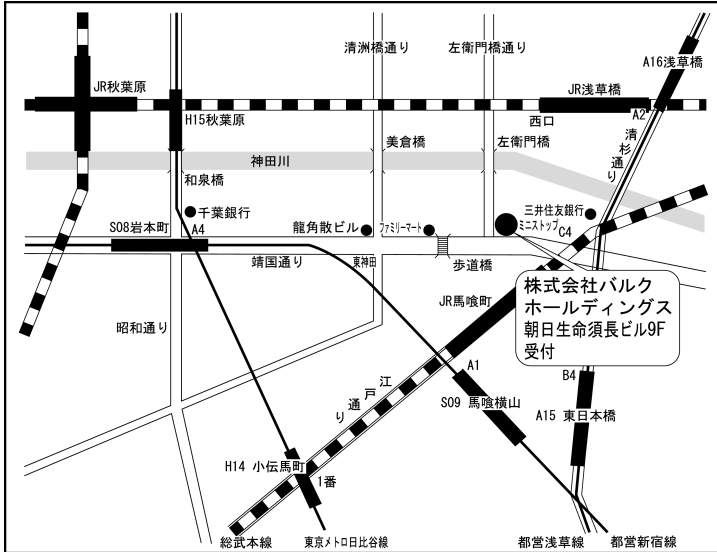 清洲橋通り
左衛門橋通り
A16浅草橋
JR秋葉原
JR浅草橋
H15秋葉原
西口
A2
清杉通り
美倉橋
左衛門橋
神田川
和泉橋
千葉銀行
三井住友銀行
龍角散ビル
ファミリーマート
ミニストップ
C4
S08岩本町
A4
靖国通り
東神田
歩道橋
株式会社バルク
ホールディングス
朝日生命須長ビル9F
受付
JR馬喰町
昭和通り
A1
江戸通り
B4
S09 馬喰横山
A15 東日本橋
H14 小伝馬町
1番
総武本線
東京メトロ日比谷線
都営浅草線
都営新宿線